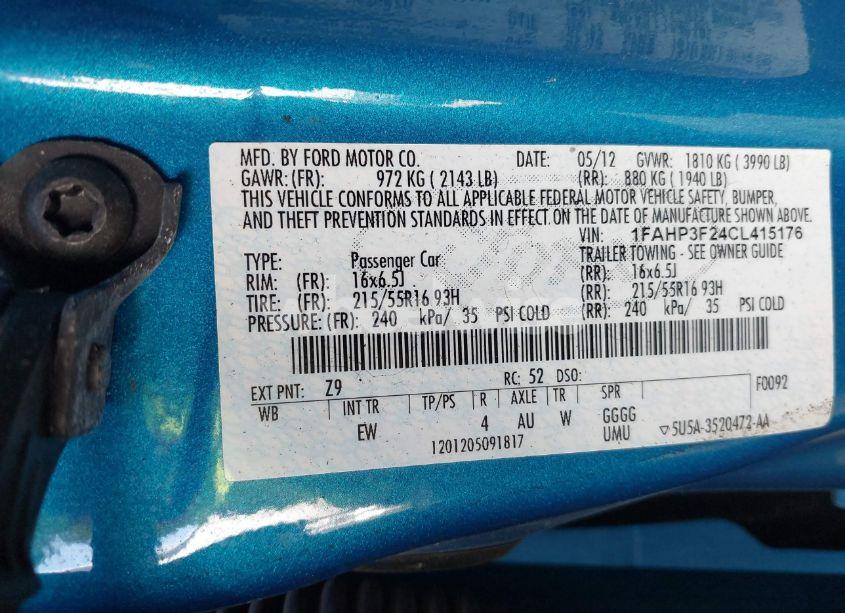 MFD. BY FORD MOTOR CO. DATE: 05/12 GVWR: 1810 KG ( 3990 LB)
GAWR: (FR): 972 KG ( 2143 LB) (RR): 880 KG ( 1940 LB)
THIS VEHICLE CONFORMS TO ALL APPLICABLE FEDERAL MOTOR VEHICLE SAFETY, BUMPER,
AND THEFT PREVENTION STANDARDS IN EFFECT ON THE DATE OF MANUFACTURE SHOWN ABOVE.
VIN: 1FAHP3F24CL415176
TYPE: Passenger Car TRAILER TOWING - SEE OWNER GUIDE
RIM: (FR): 16x6.5J (RR): 16x6.5J
TIRE: (FR): 215/55R16 93H (RR): 215/55R16 93H
PRESSURE: (FR): 240 kPa/ 35 PSI COLD (RR): 240 kPa/ 35 PSI COLD
EXT PNT: Z9 RC: 52 DSO: F0092
WB INT TR TP/PS R AXLE TR SPR
EW 4 AU W GGGG
UMU ▽5U5A-3520472-AA
1201205091817